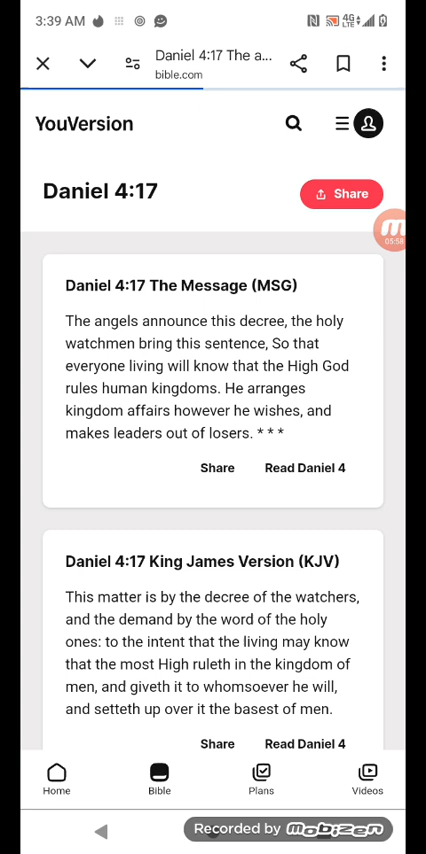 3:39 AM
4G
LTE
Daniel 4:17 The a...
bible.com
YouVersion
Daniel 4:17
Share
05:58
Daniel 4:17 The Message (MSG)
The angels announce this decree, the holy
watchmen bring this sentence, So that
everyone living will know that the High God
rules human kingdoms. He arranges
kingdom affairs however he wishes, and
makes leaders out of losers. * * *
Share Read Daniel 4
Daniel 4:17 King James Version (KJV)
This matter is by the decree of the watchers,
and the demand by the word of the holy
ones: to the intent that the living may know
that the most High ruleth in the kingdom of
men, and giveth it to whomsoever he will,
and setteth up over it the basest of men.
Share Read Daniel 4
Home Bible Plans Videos
Recorded by mobizen